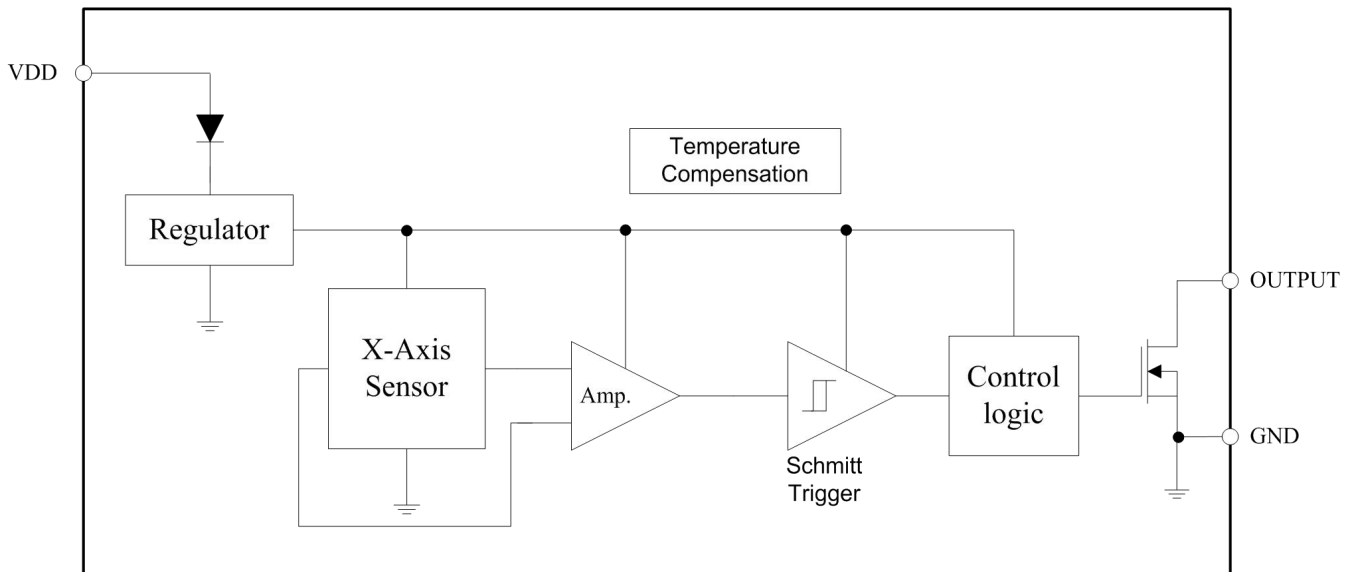 VDD
Temperature
Compensation
Regulator
OUTPUT
X-Axis
Sensor
Amp.
Control
logic
GND
Schmitt
Trigger